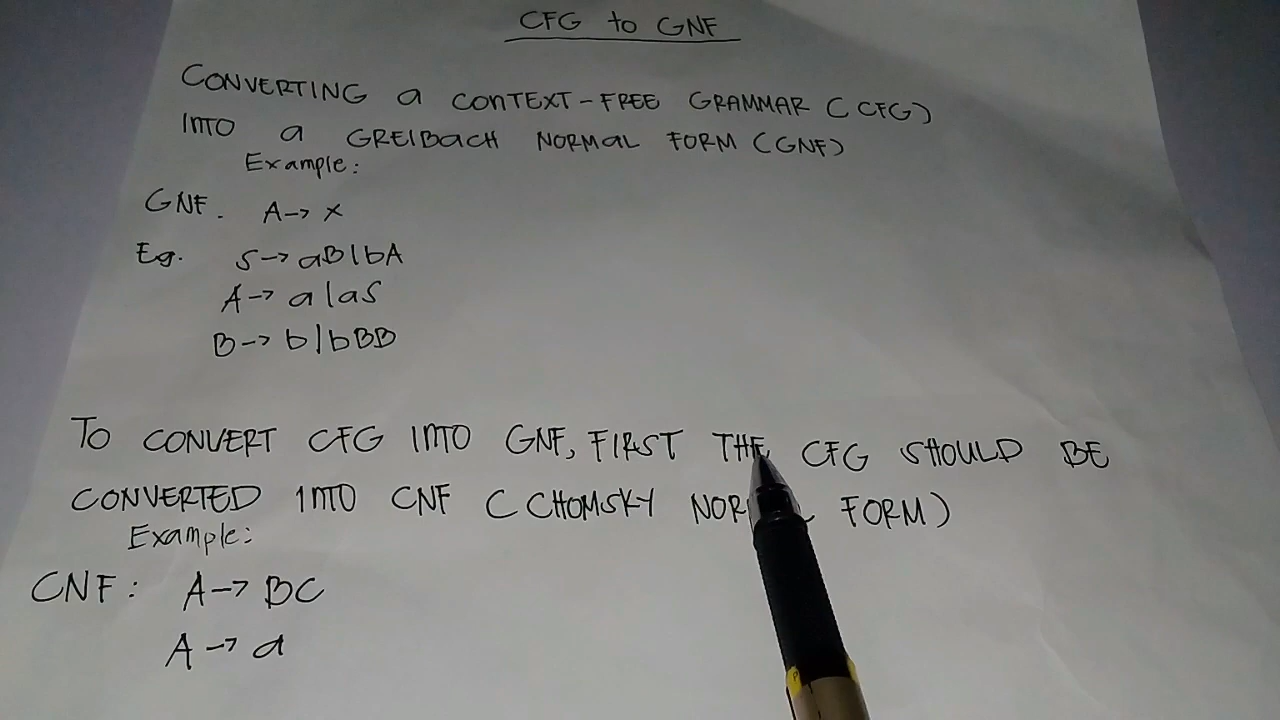 CFG to GNF
CONVERTING a CONTEXT-FREE GRAMMAR (CFG)
INTO a GREIBACH NORMAL FORM (GNF)
Example:
GNF. A→ x
Eg. S→ aB|bA
A→ a|aS
B→ b|bBB
TO CONVERT CFG INTO GNF, FIRST THE CFG SHOULD BE
CONVERTED INTO CNF (CHOMSKY FORM)
Example:
CNF: A→ BC
A→ a